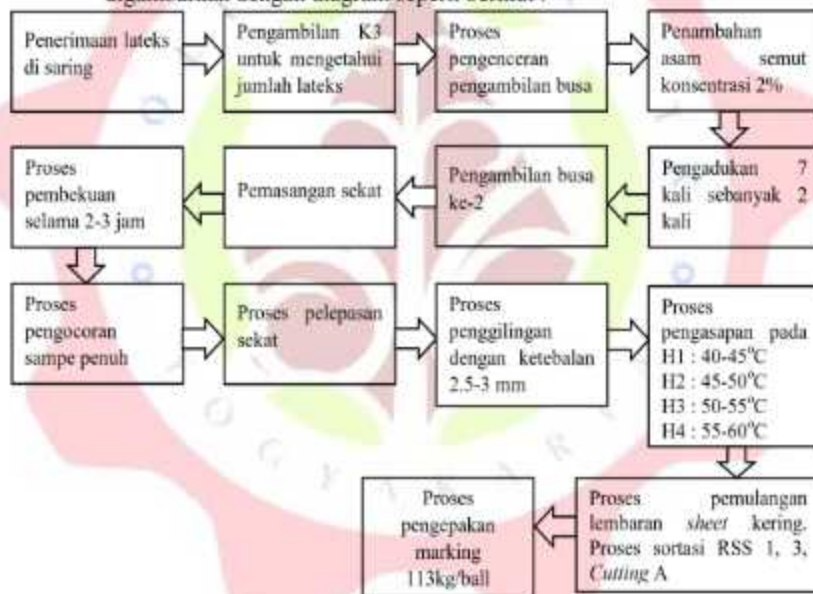 digambarkan dengan diagram seperti berikut :
Penerimaan lateks
di saring
Pengambilan K3
untuk mengetahui
jumlah lateks
Proses
pengenceran
pengambilan busa
Penambahan
asam semut
konsentrasi 2%
Pengadukan 7
kali sebanyak 2
kali
Pengambilan busa
ke-2
Pemasangan sekat
Proses
pembekuan
selama 2-3 jam
Proses
pengocoran
sampe penuh
Proses pelepasan
sekat
Proses
penggilingan
dengan ketebalan
2.5-3 mm
Proses
pengasapan pada
H1 : 40-45°C
H2 : 45-50°C
H3 : 50-55°C
H4 : 55-60°C
Proses pemulangan
lembaran sheet kering.
Proses sortasi RSS 1, 3,
Cutting A
Proses
pengepakan
marking
113kg/ball